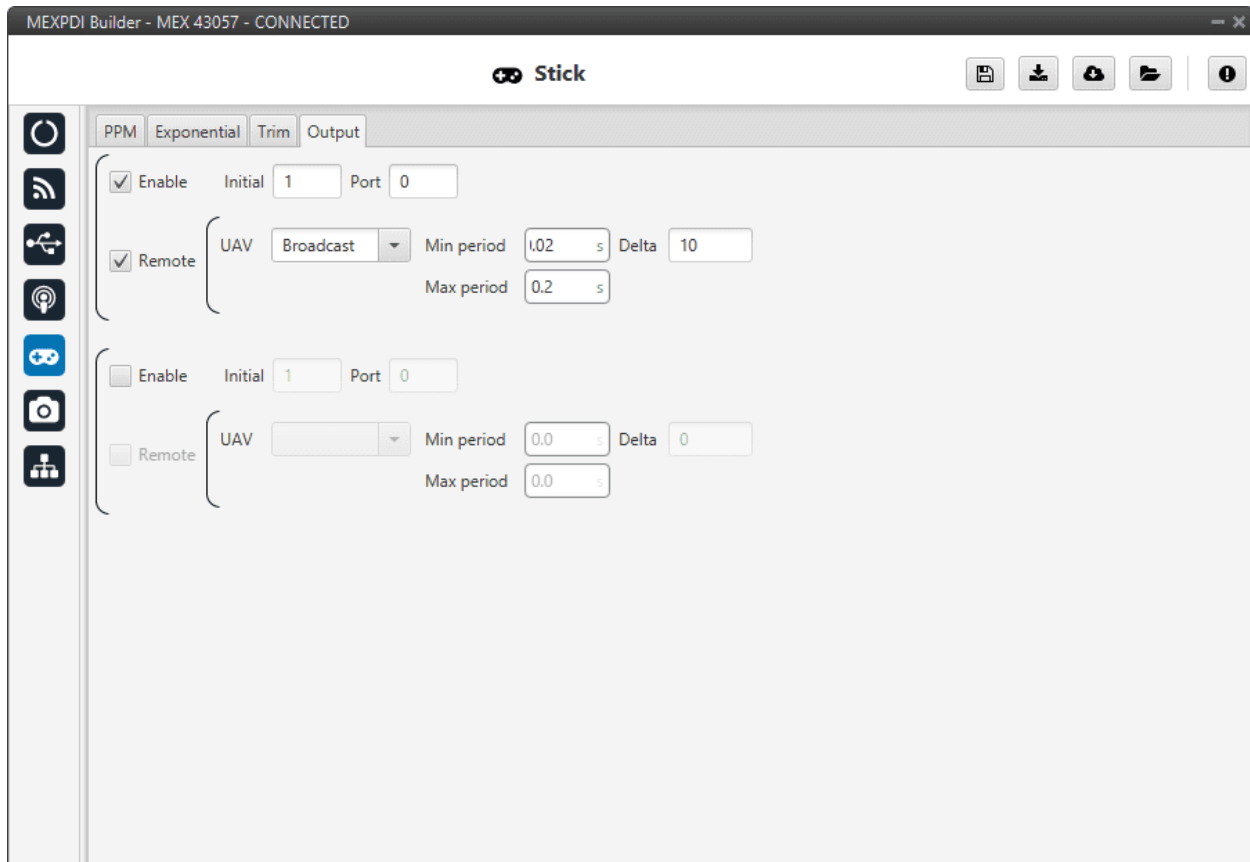 MEXPDI Builder - MEX 43057 - CONNECTED
Stick
PPM Exponential Trim Output
Enable Initial 1 Port 0
Remote UAV Broadcast Min period .02 s Delta 10
Max period 0.2 s
Enable Initial 1 Port 0
Remote UAV Min period 0.0 s Delta 0
Max period 0.0 s